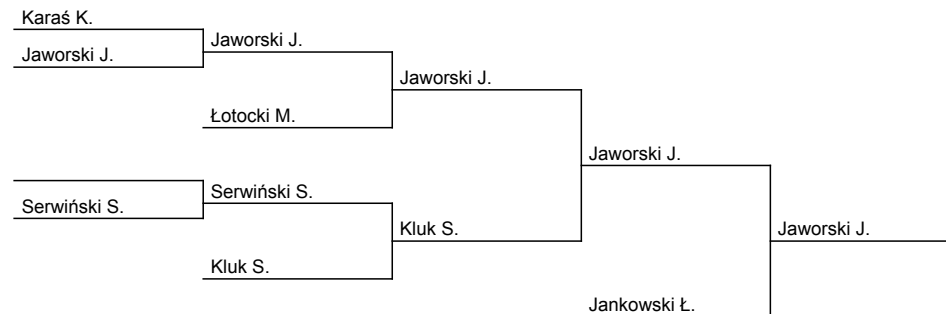 Karaś K.
Jaworski J.
Jaworski J.
Jaworski J.
Łotocki M.
Jaworski J.
Serwiński S.
Serwiński S.
Kluk S.
Jaworski J.
Kluk S.
Jankowski Ł.